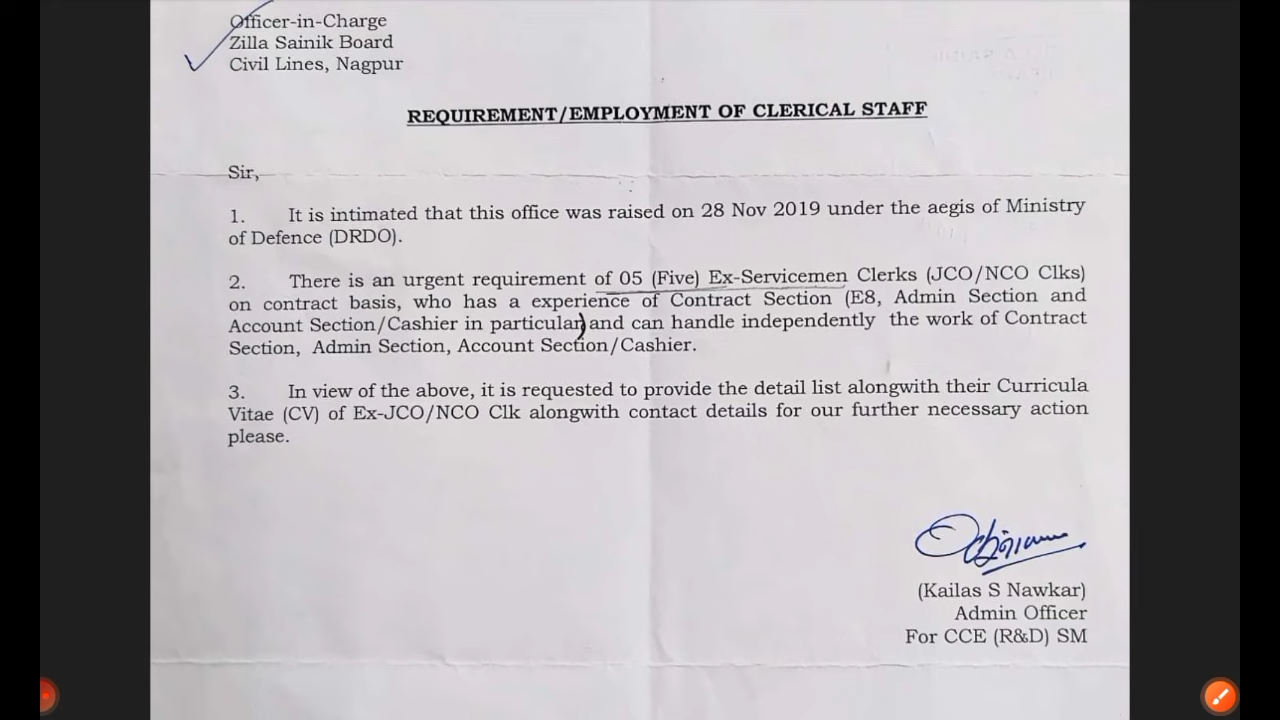 Officer-in-Charge
Zilla Sainik Board
Civil Lines, Nagpur
REQUIREMENT/EMPLOYMENT OF CLERICAL STAFF
Sir,
1. It is intimated that this office was raised on 28 Nov 2019 under the aegis of Ministry
of Defence (DRDO).
2. There is an urgent requirement of 05 (Five) Ex-Servicemen Clerks (JCO/NCO Clks)
on contract basis, who has a experience of Contract Section (E8, Admin Section and
Account Section/Cashier in particular) and can handle independently the work of Contract
Section, Admin Section, Account Section/Cashier.
3. In view of the above, it is requested to provide the detail list alongwith their Curricula
Vitae (CV) of Ex-JCO/NCO Clk alongwith contact details for our further necessary action
please.
(Kailas S Nawkar)
Admin Officer
For CCE (R&D) SM